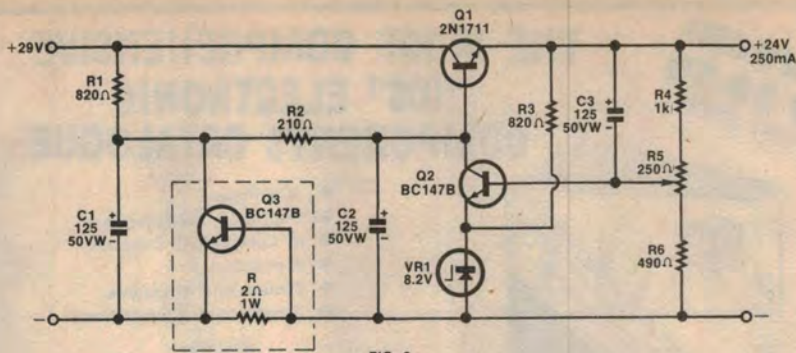 Q1
2N1711
+29V
+24V
250mA
R1
820Ω
R2
210Ω
R3
820Ω
C3
125
50VW
+
R4
1k
R5
250Ω
Q2
BC147B
Q3
BC147B
C1
125
50VW
+
-
C2
125
50VW
+
-
R
2Ω
1W
VR1
8.2V
R6
490Ω
-
-